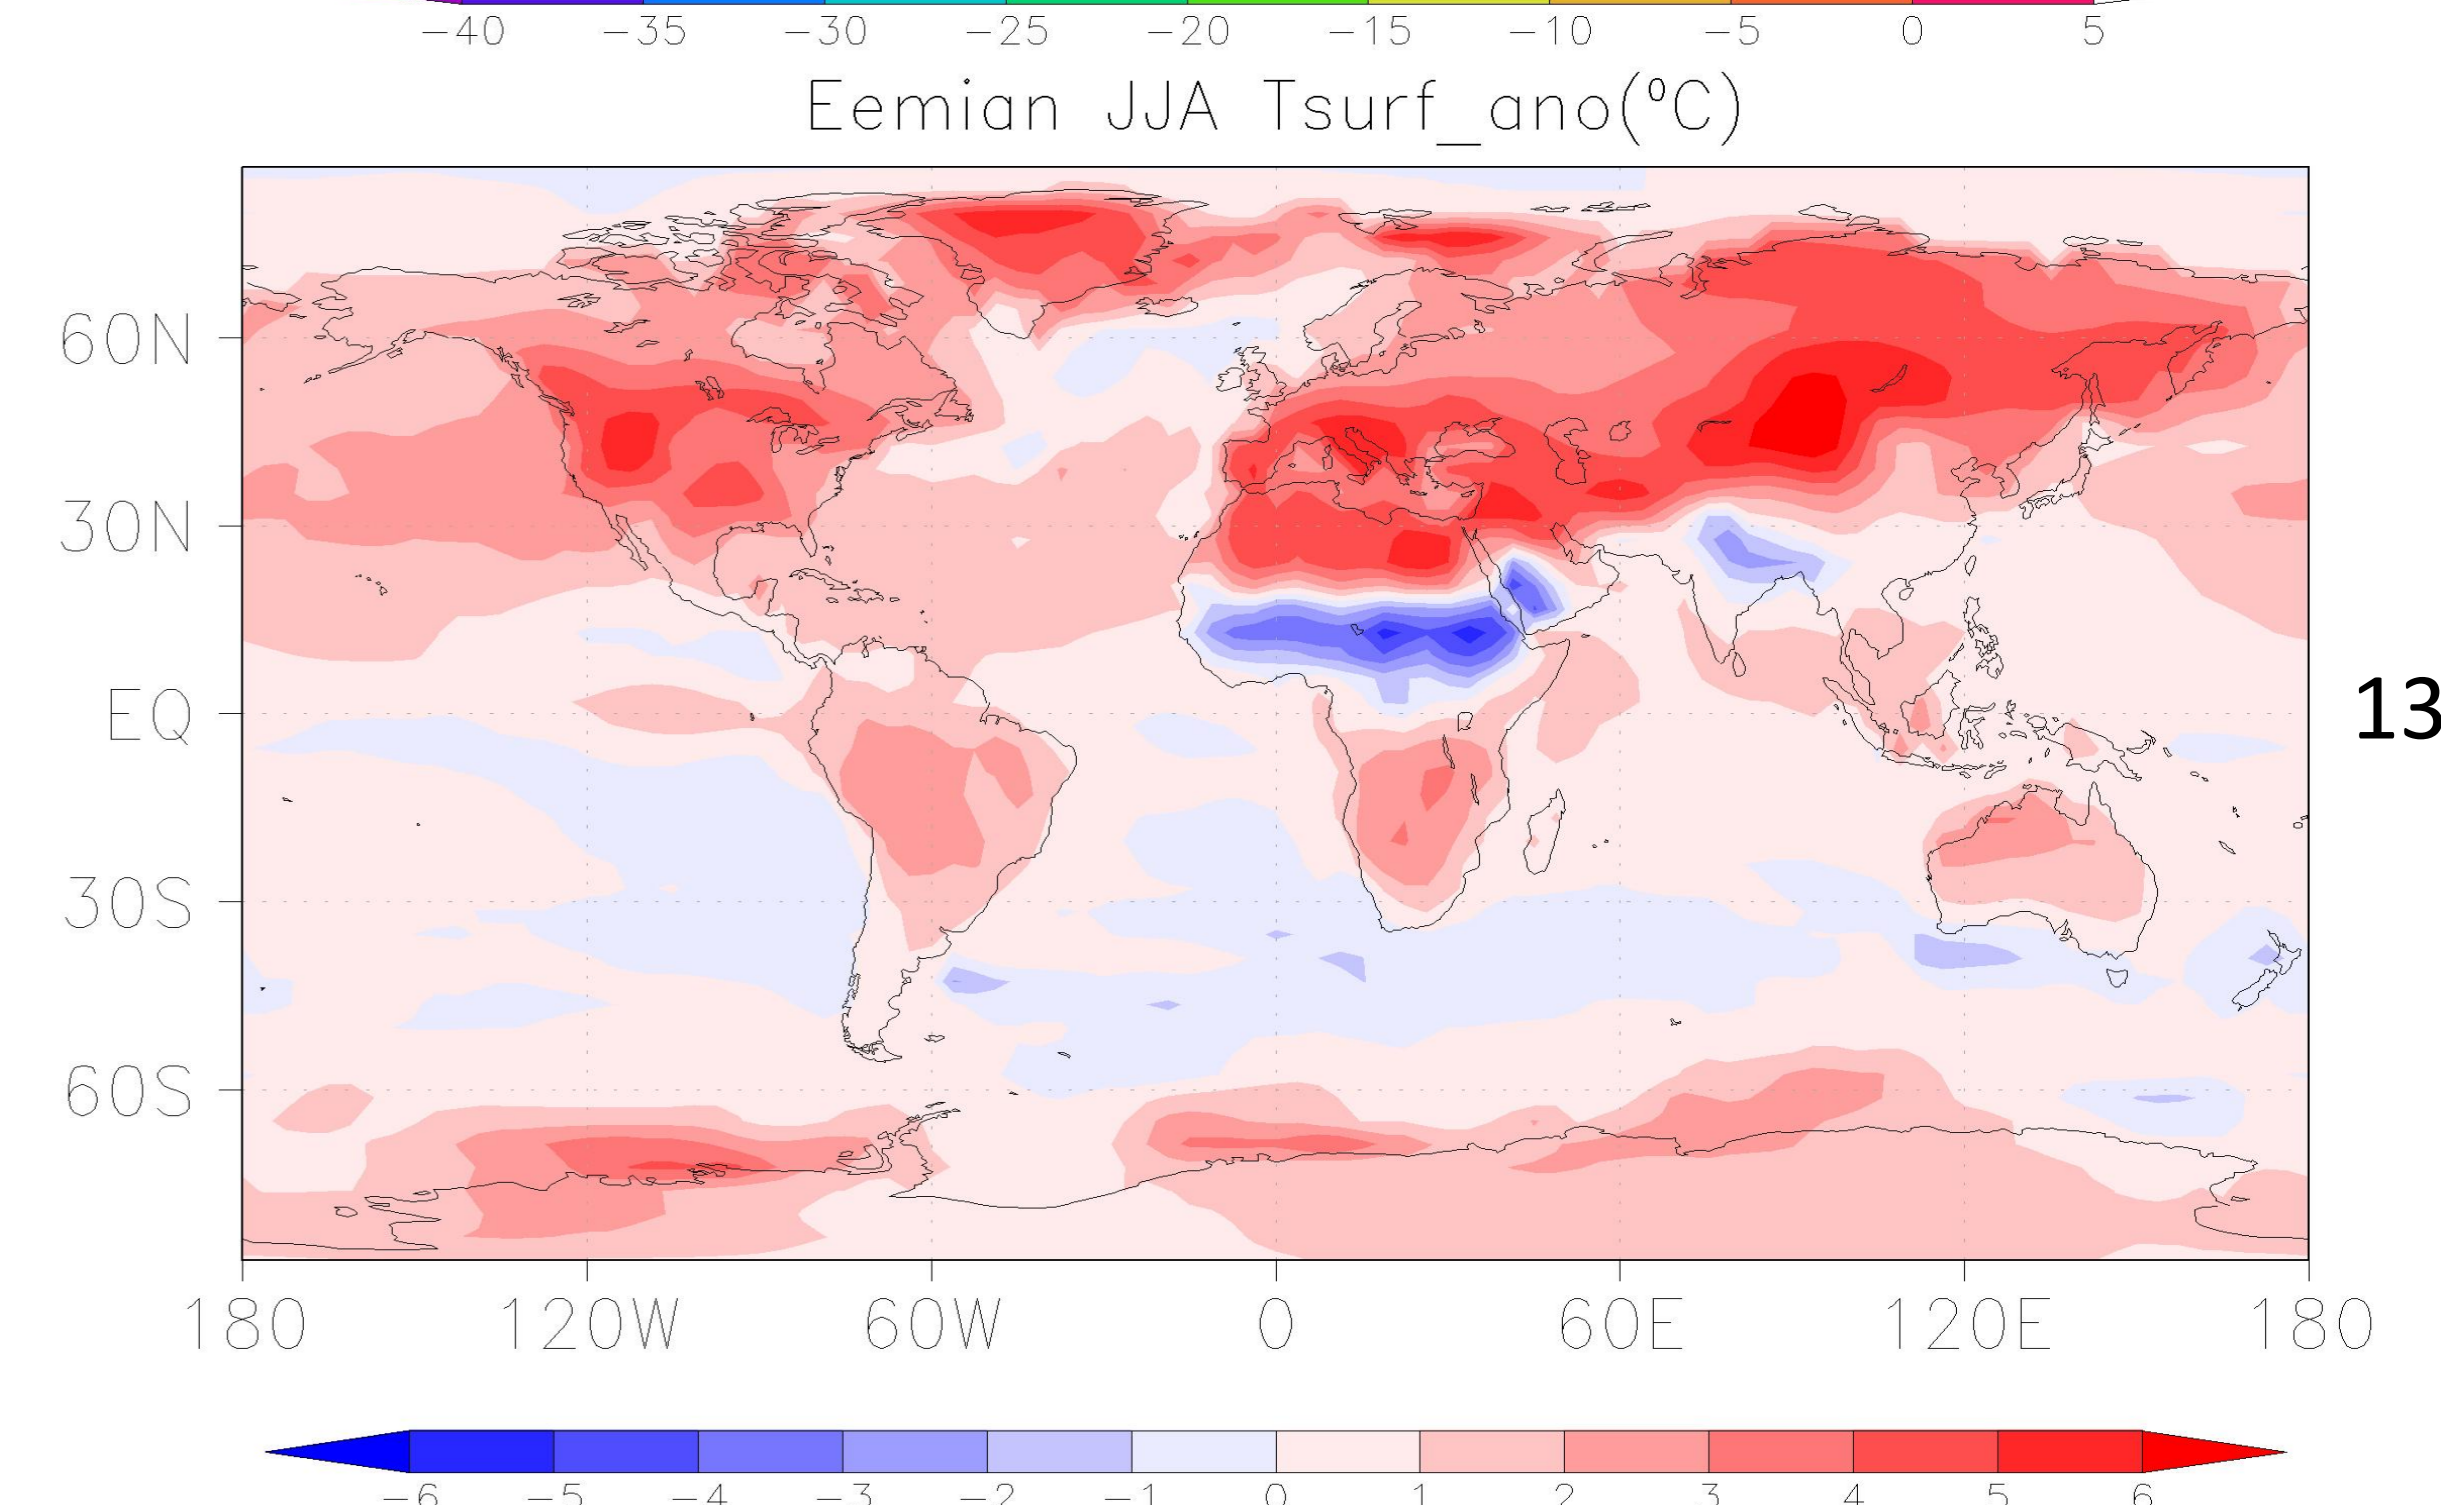 −40 −35 −30 −25 −20 −15 −10 −5 0 5
Eemian JJA Tsurf_ano(°C)
60N
30N
EQ
13
30S
60S
180 120W 60W 0 60E 120E 180
−6 −5 −4 −3 −2 −1 0 1 2 3 4 5 6